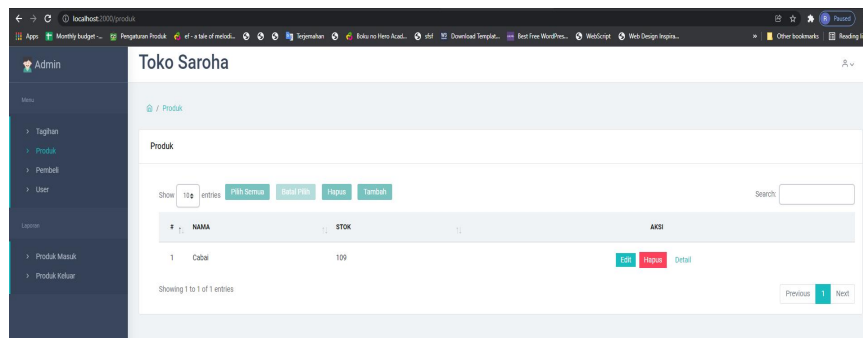 localhost:2000/produk
Paused
Apps Monthly budget -... Pengaturan Produk ef - a tale of melodi... Terjemahan Boku no Hero Acad... sfsf Download Templat... Best Free WordPres... WebScript Web Design Inspira... » Other bookmarks Reading li
Admin
Toko Saroha
Menu
/ Produk
> Tagihan
> Produk
> Pembeli
> User
Produk
Show 10 entries Pilih Semua Batal Pilih Hapus Tambah Search:
# NAMA STOK AKSI
1 Cabai 109 Edit Hapus Detail
Showing 1 to 1 of 1 entries
Previous 1 Next
Laporan
> Produk Masuk
> Produk Keluar